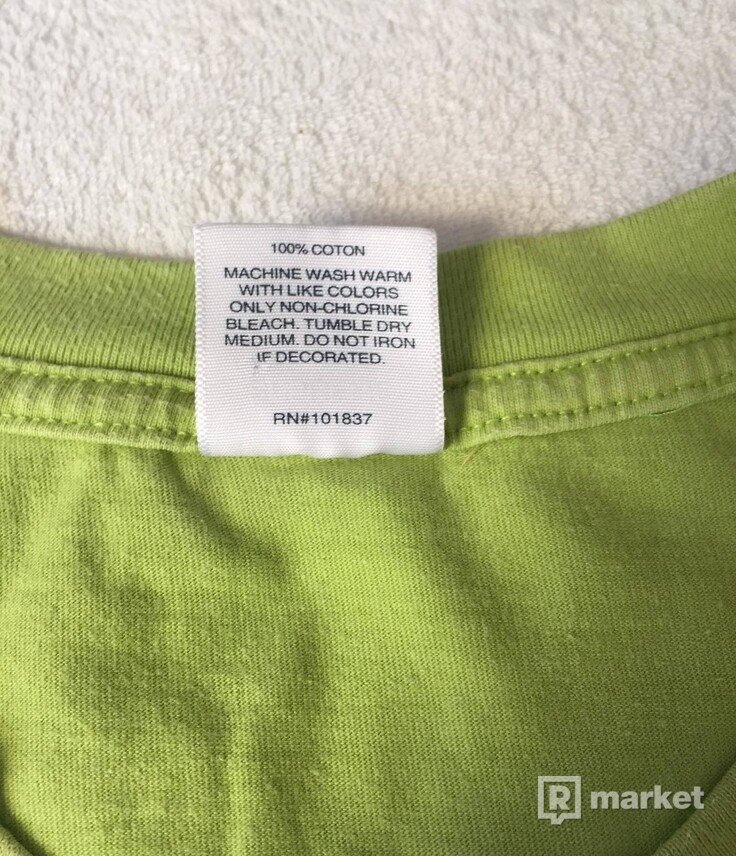 100% COTON
MACHINE WASH WARM
WITH LIKE COLORS
ONLY NON-CHLORINE
BLEACH. TUMBLE DRY
MEDIUM. DO NOT IRON
IF DECORATED.
RN#101837
R market